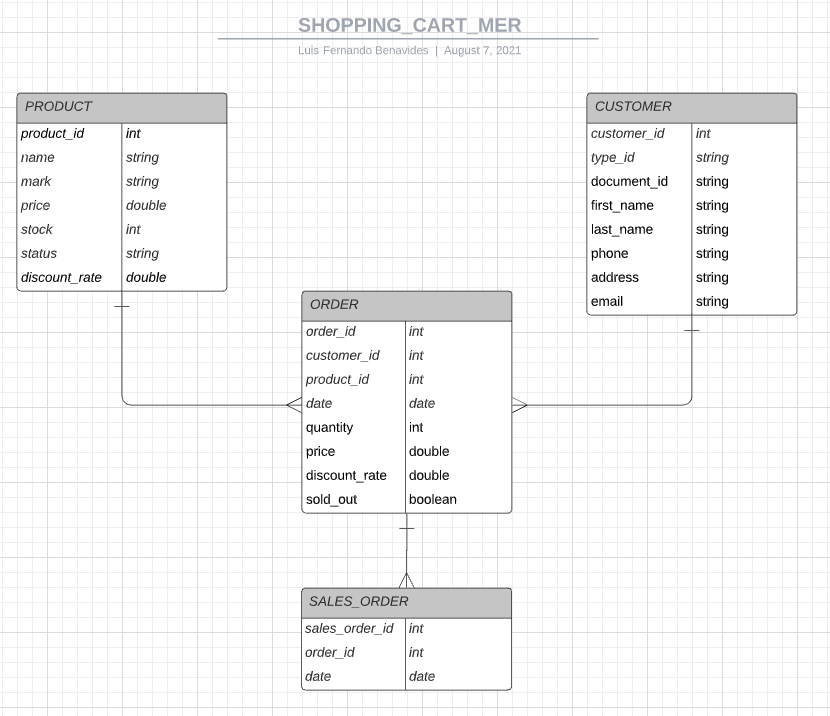 SHOPPING_CART_MER
Luis Fernando Benavides | August 7, 2021
PRODUCT
product_id int
name string
mark string
price double
stock int
status string
discount_rate double
CUSTOMER
customer_id int
type_id string
document_id string
first_name string
last_name string
phone string
address string
email string
ORDER
order_id int
customer_id int
product_id int
date date
quantity int
price double
discount_rate double
sold_out boolean
SALES_ORDER
sales_order_id int
order_id int
date date